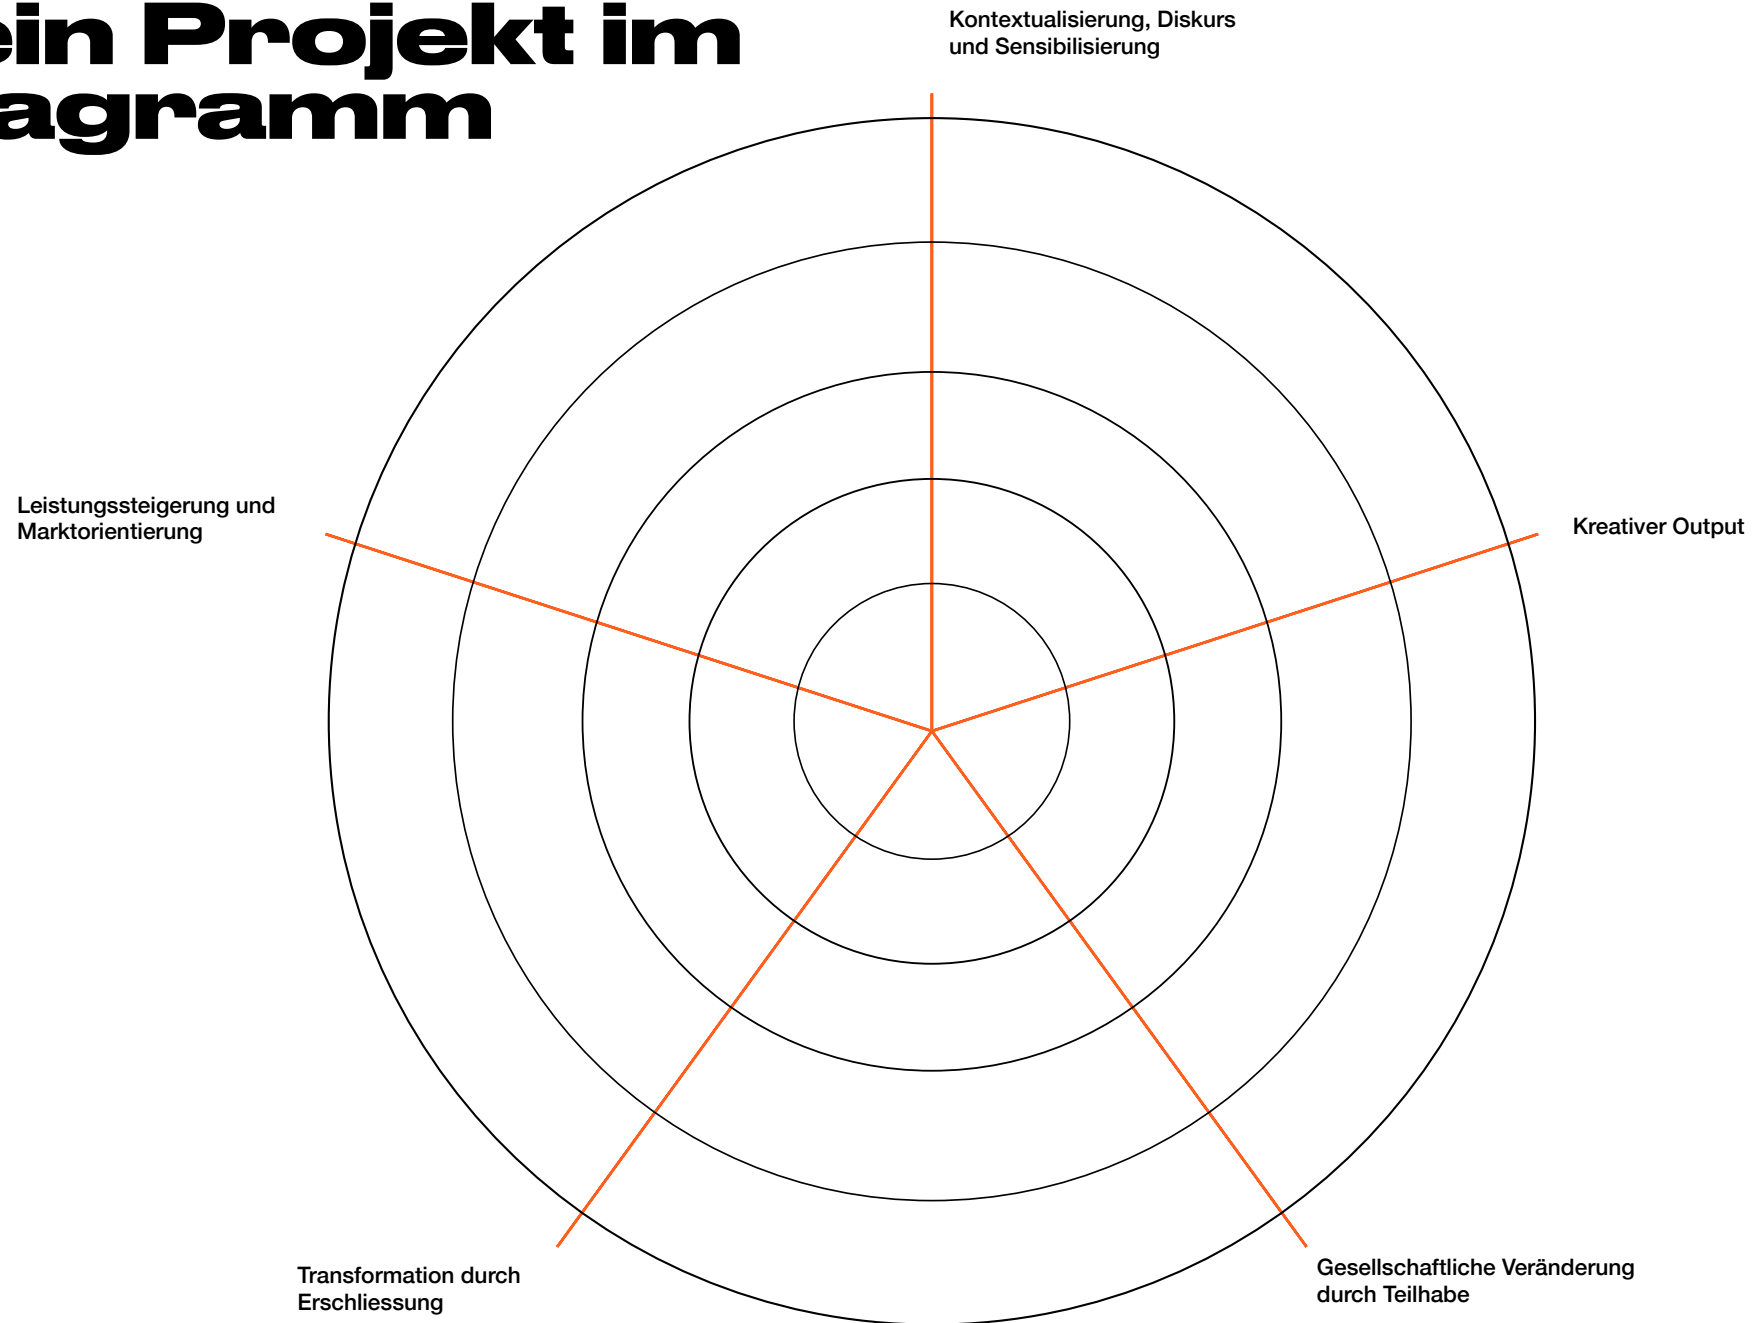 ein Projekt im
agramm
Kontextualisierung, Diskurs
und Sensibilisierung
Leistungssteigerung und
Marktorientierung
Kreativer Output
Transformation durch
Erschliessung
Gesellschaftliche Veränderung
durch Teilhabe